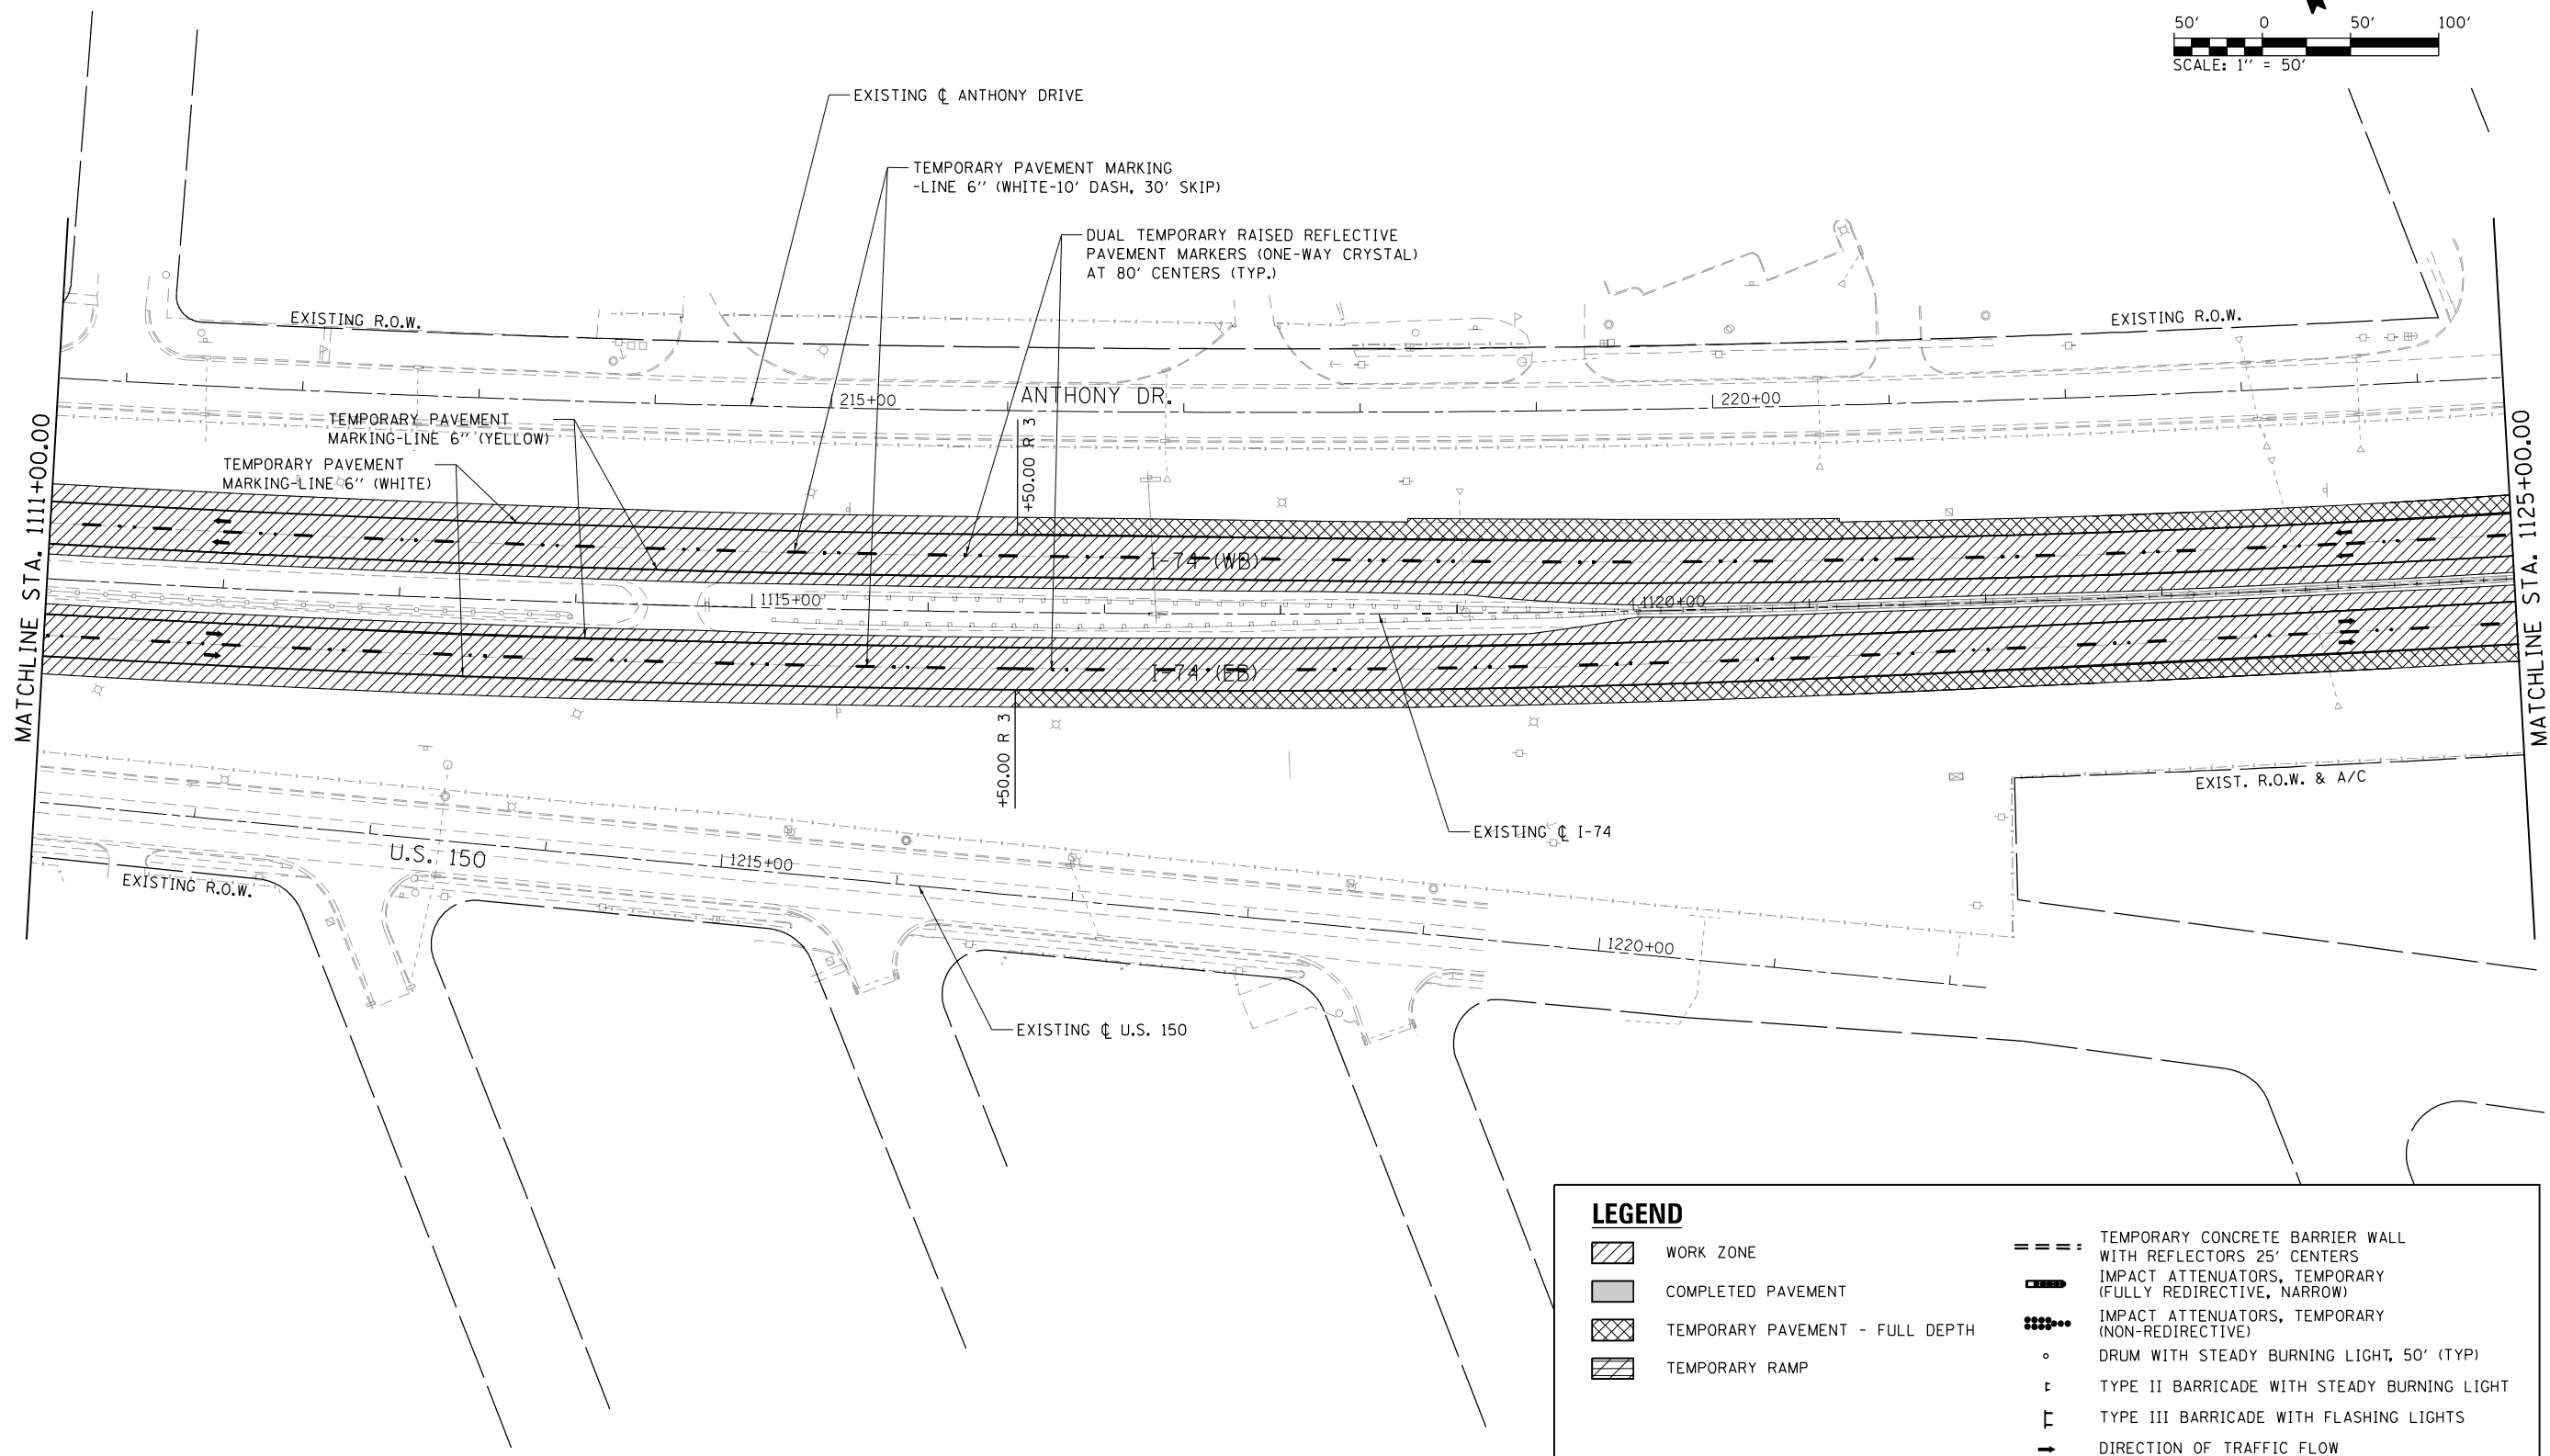 50' 0 50' 100'
SCALE: 1'' = 50'
EXISTING ℄ ANTHONY DRIVE
TEMPORARY PAVEMENT MARKING
-LINE 6'' (WHITE-10' DASH, 30' SKIP)
DUAL TEMPORARY RAISED REFLECTIVE
PAVEMENT MARKERS (ONE-WAY CRYSTAL)
AT 80' CENTERS (TYP.)
EXISTING R.O.W.
EXISTING R.O.W.
215+00
ANTHONY DR.
220+00
TEMPORARY PAVEMENT
MARKING-LINE 6'' (YELLOW)
TEMPORARY PAVEMENT
MARKING-LINE 6'' (WHITE)
+50.00 R 3
MATCHLINE STA. 1111+00.00
MATCHLINE STA. 1125+00.00
I-74 (WB)
1115+00
1120+00
I-74 (EB)
+50.00 R 3
EXISTING ℄ I-74
EXIST. R.O.W. & A/C
U.S. 150
1215+00
EXISTING R.O.W.
1220+00
EXISTING ℄ U.S. 150
LEGEND
WORK ZONE
COMPLETED PAVEMENT
TEMPORARY PAVEMENT - FULL DEPTH
TEMPORARY RAMP
TEMPORARY CONCRETE BARRIER WALL
WITH REFLECTORS 25' CENTERS
IMPACT ATTENUATORS, TEMPORARY
(FULLY REDIRECTIVE, NARROW)
IMPACT ATTENUATORS, TEMPORARY
(NON-REDIRECTIVE)
DRUM WITH STEADY BURNING LIGHT, 50' (TYP)
TYPE II BARRICADE WITH STEADY BURNING LIGHT
TYPE III BARRICADE WITH FLASHING LIGHTS
DIRECTION OF TRAFFIC FLOW